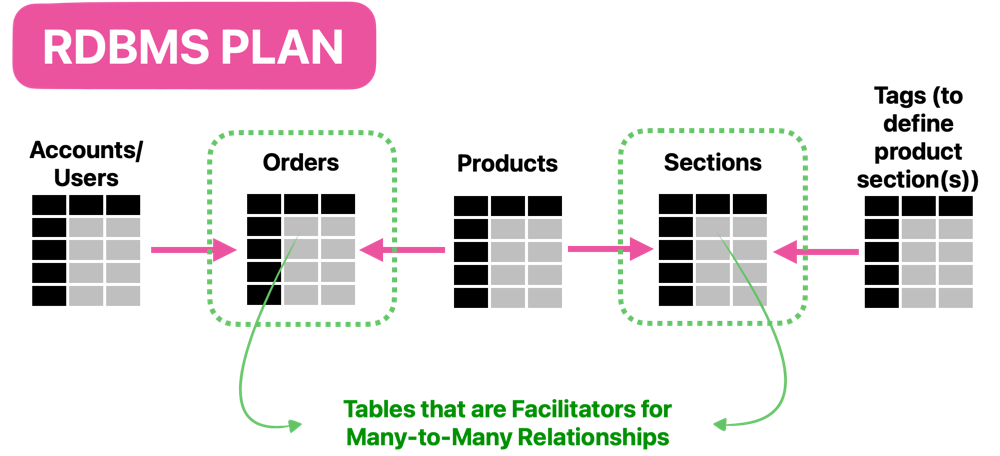 RDBMS PLAN
Accounts/
Users
Orders
Products
Sections
Tags (to
define
product
section(s))
Tables that are Facilitators for
Many-to-Many Relationships